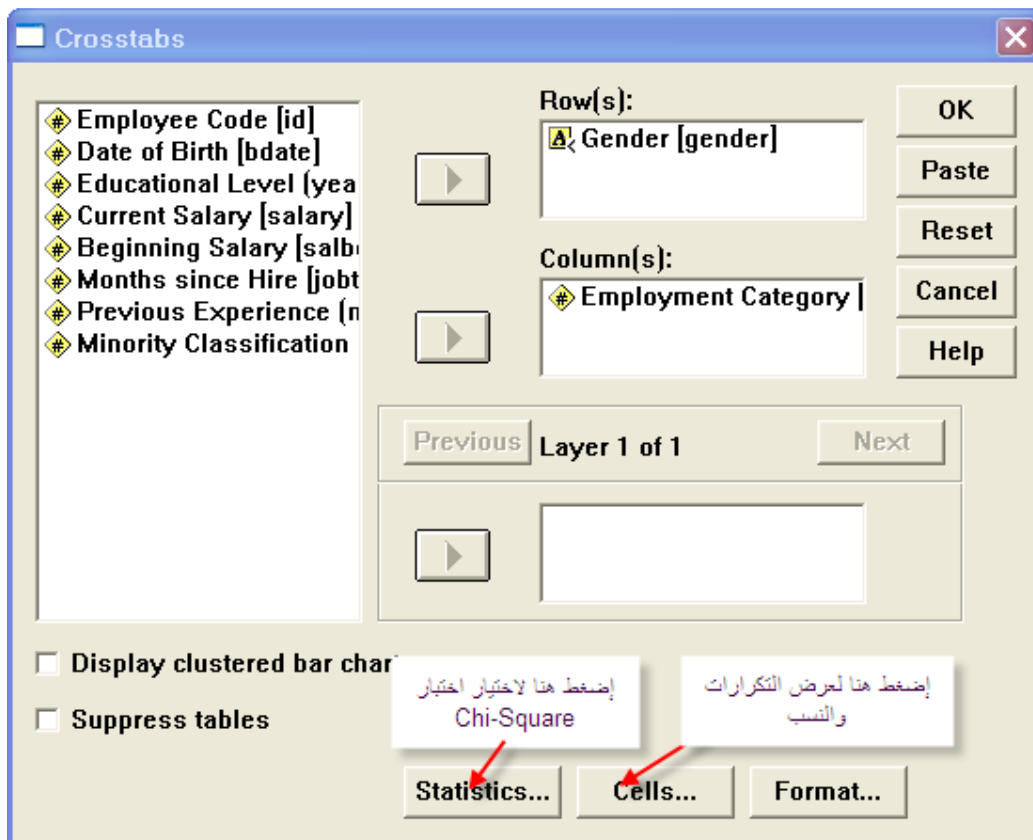 Crosstabs
Employee Code [id]
Date of Birth [bdate]
Educational Level (yea
Current Salary [salary]
Beginning Salary [salb
Months since Hire [jobt
Previous Experience (n
Minority Classification
Row(s):
Gender [gender]
Column(s):
Employment Category [
OK
Paste
Reset
Cancel
Help
Previous
Layer 1 of 1
Next
Display clustered bar char
Suppress tables
إضغط هنا لاختيار اختبار
Chi-Square
إضغط هنا لعرض التكرارات
والنسب
Statistics...
Cells...
Format...